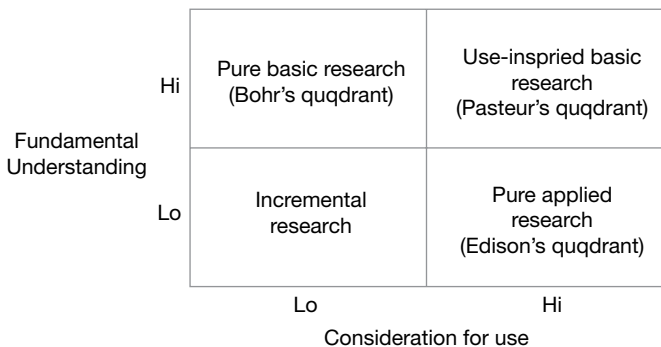 Pure basic research
(Bohr's quqdrant)
Use-inspried basic
research
(Pasteur's quqdrant)
Hi
Fundamental
Understanding
Incremental
research
Pure applied
research
(Edison's quqdrant)
Lo
Lo
Hi
Consideration for use